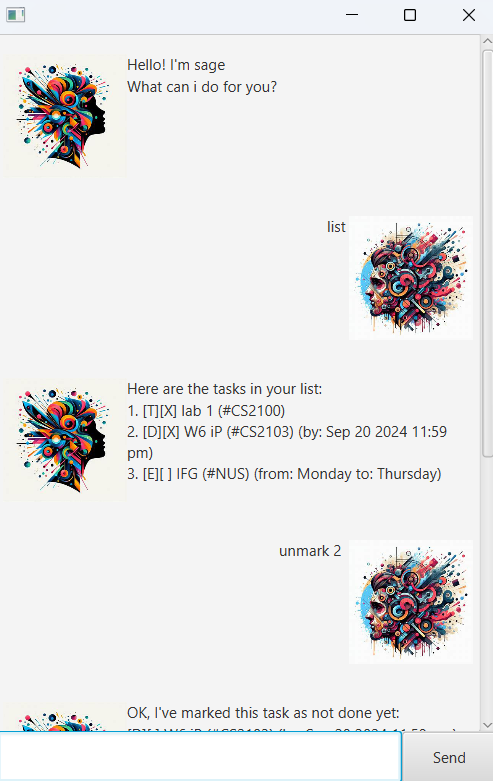 Hello! I'm sage
What can i do for you?
list
Here are the tasks in your list:
1. [T][X] lab 1 (#CS2100)
2. [D][X] W6 iP (#CS2103) (by: Sep 20 2024 11:59
pm)
3. [E][ ] IFG (#NUS) (from: Monday to: Thursday)
unmark 2
OK, I've marked this task as not done yet:
Send